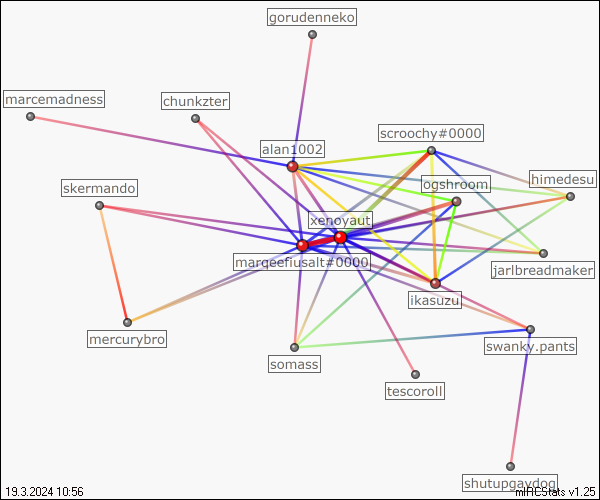 gorudenneko
marcemadness
chunkzter
scroochy#0000
alan1002
himedesu
skermando
ogshroom
xenoyaut
marqeefiusalt#0000
jarlbreadmaker
ikasuzu
mercurybro
swanky.pants
somass
tescoroll
shutupgaydog
19.3.2024 10:56
mIRCStats v1.25